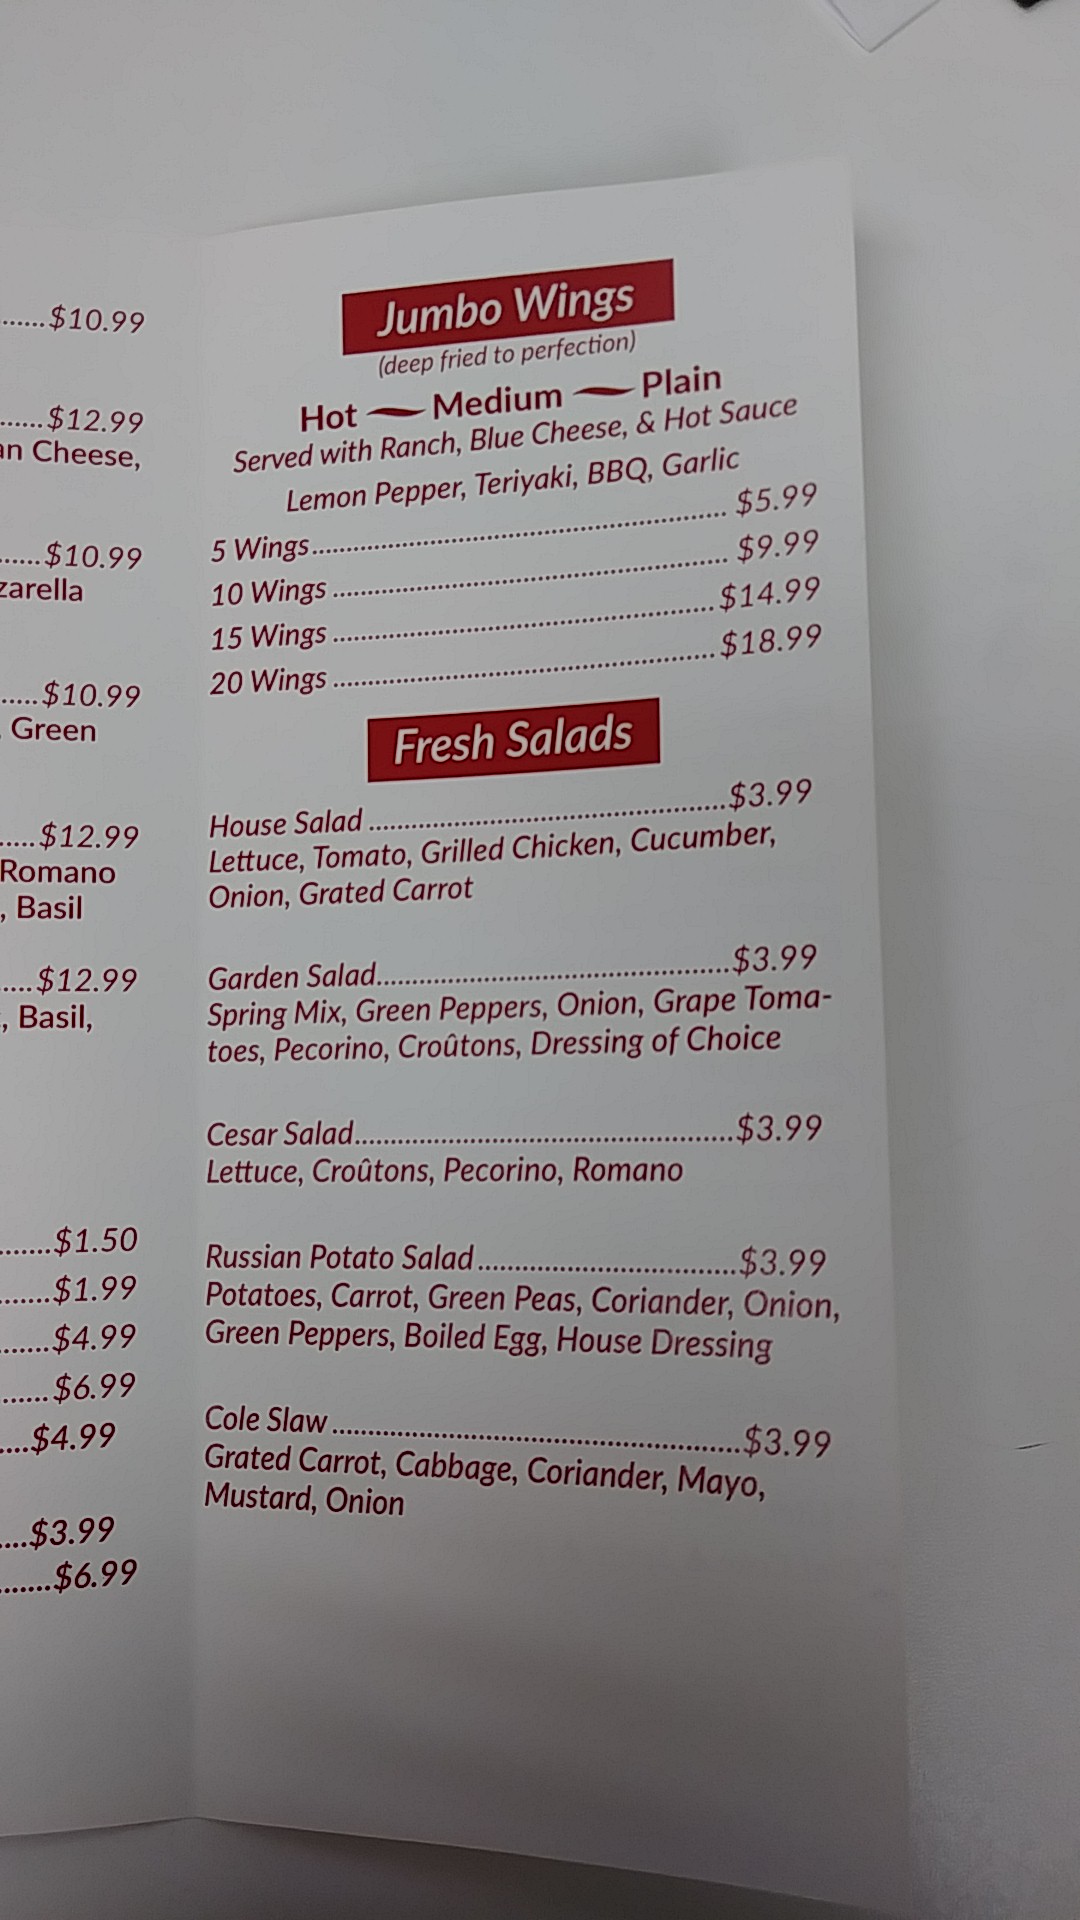 ......$10.99
......$12.99
an Cheese,
......$10.99
zarella
.....$10.99
, Green
.....$12.99
Romano
, Basil
.....$12.99
, Basil,
.......$1.50
.......$1.99
.......$4.99
.......$6.99
....$4.99
....$3.99
.......$6.99
Jumbo Wings
(deep fried to perfection)
Hot Medium Plain
Served with Ranch, Blue Cheese, & Hot Sauce
Lemon Pepper, Teriyaki, BBQ, Garlic
5 Wings.......................................................... $5.99
10 Wings ........................................................ $9.99
15 Wings ......................................................$14.99
20 Wings ......................................................$18.99
Fresh Salads
House Salad ..................................................$3.99
Lettuce, Tomato, Grilled Chicken, Cucumber,
Onion, Grated Carrot
Garden Salad.................................................$3.99
Spring Mix, Green Peppers, Onion, Grape Toma-
toes, Pecorino, Croûtons, Dressing of Choice
Cesar Salad.....................................................$3.99
Lettuce, Croûtons, Pecorino, Romano
Russian Potato Salad....................................$3.99
Potatoes, Carrot, Green Peas, Coriander, Onion,
Green Peppers, Boiled Egg, House Dressing
Cole Slaw .........................................................$3.99
Grated Carrot, Cabbage, Coriander, Mayo,
Mustard, Onion